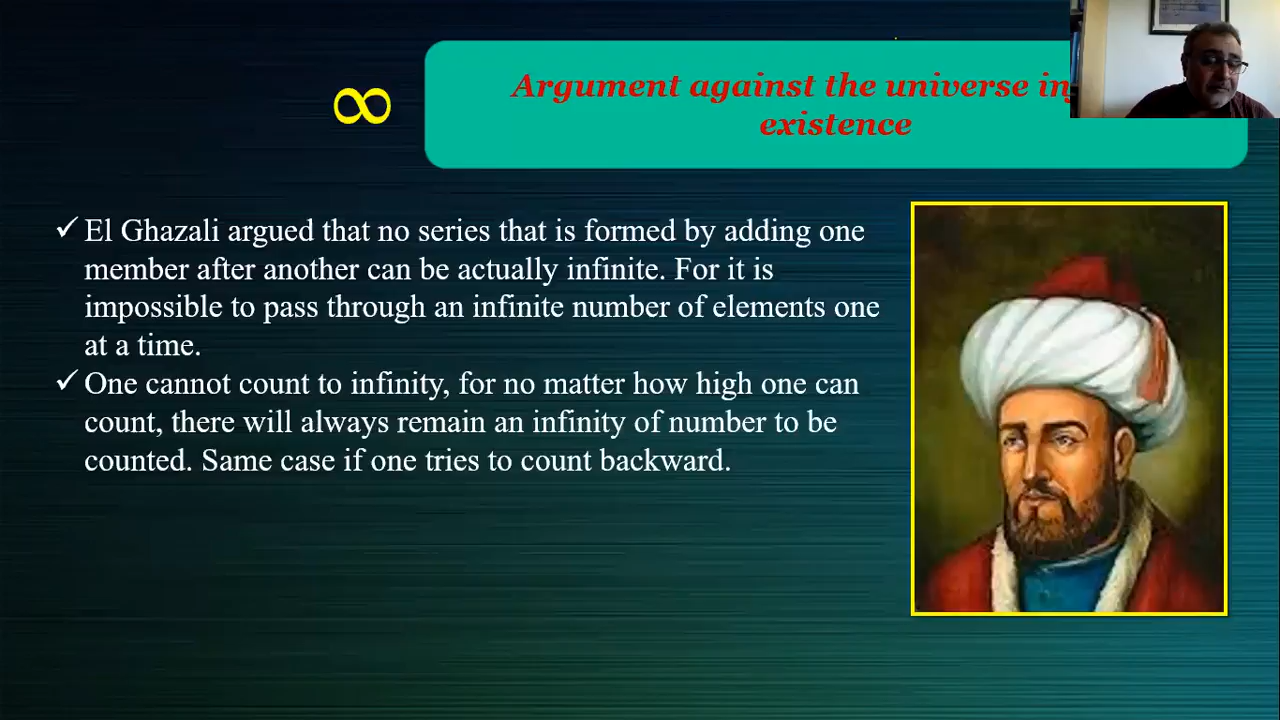 ∞
Argument against the universe in
existence
✓ El Ghazali argued that no series that is formed by adding one
member after another can be actually infinite. For it is
impossible to pass through an infinite number of elements one
at a time.
✓ One cannot count to infinity, for no matter how high one can
count, there will always remain an infinity of number to be
counted. Same case if one tries to count backward.